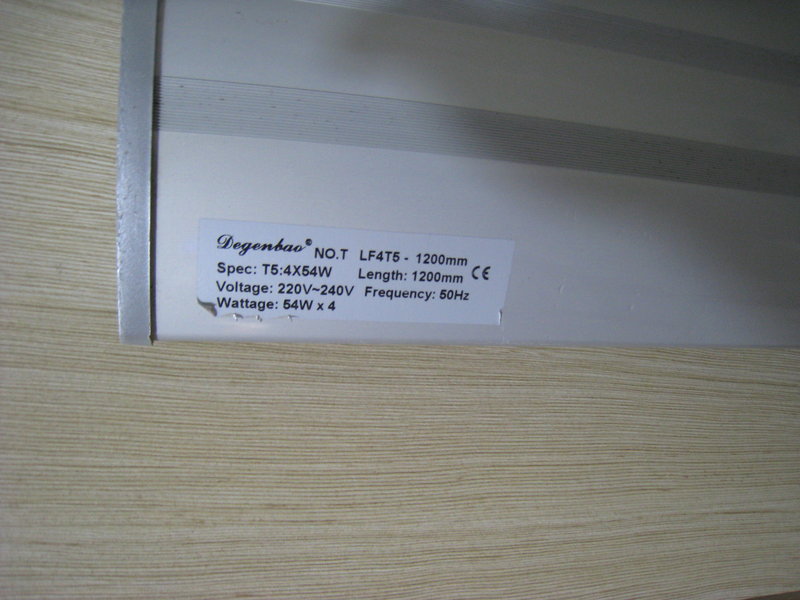 Degenbao® NO.T LF4T5 - 1200mm
Spec: T5:4X54W Length: 1200mm CE
Voltage: 220V~240V Frequency: 50Hz
Wattage: 54W x 4